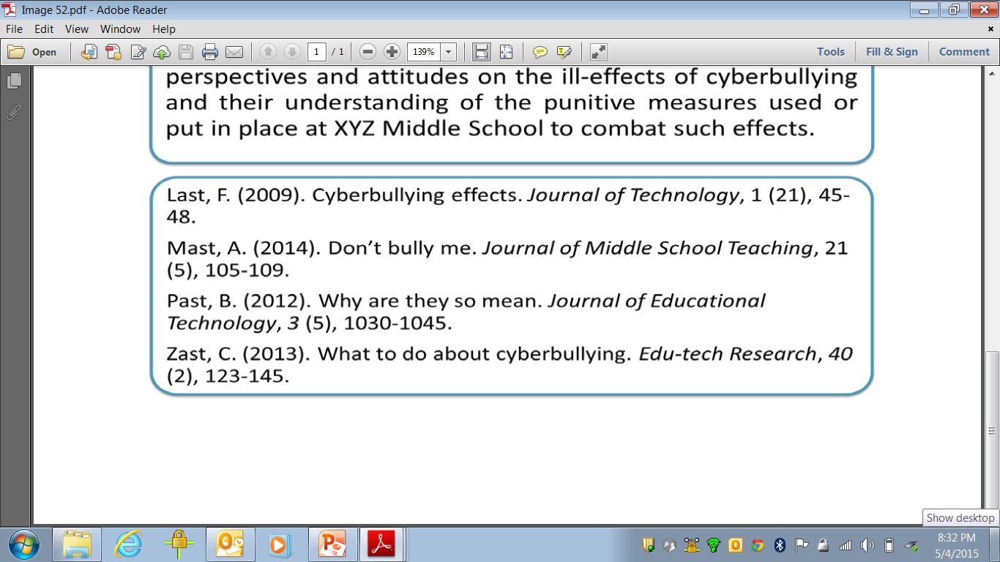 Image 52.pdf - Adobe Reader
File Edit View Window Help
Open 1 / 1 139% Tools Fill & Sign Comment
perspectives and attitudes on the ill-effects of cyberbullying
and their understanding of the punitive measures used or
put in place at XYZ Middle School to combat such effects.
Last, F. (2009). Cyberbullying effects. Journal of Technology, 1 (21), 45-
48.
Mast, A. (2014). Don’t bully me. Journal of Middle School Teaching, 21
(5), 105-109.
Past, B. (2012). Why are they so mean. Journal of Educational
Technology, 3 (5), 1030-1045.
Zast, C. (2013). What to do about cyberbullying. Edu-tech Research, 40
(2), 123-145.
Show desktop
8:32 PM
5/4/2015